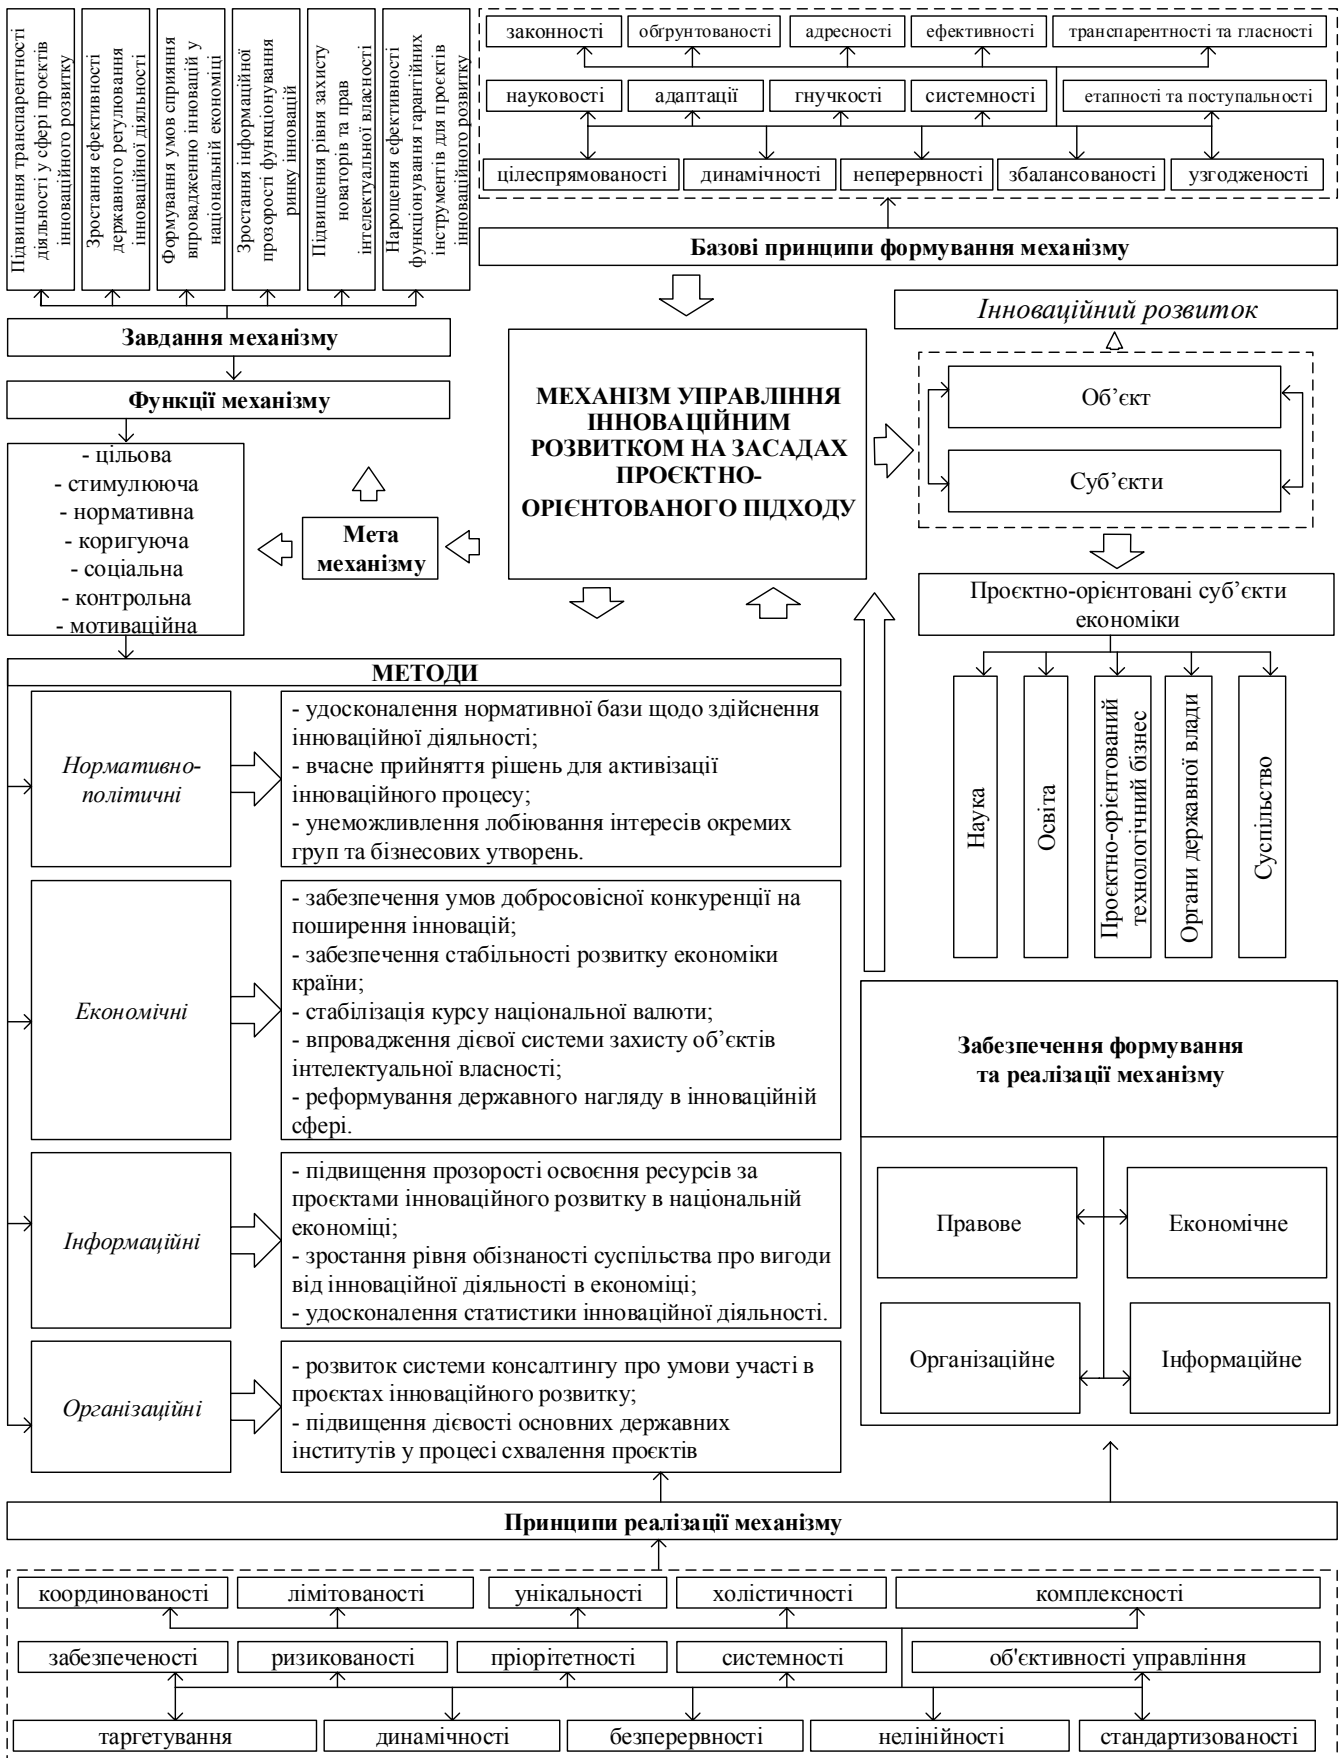 Підвищення транспарентності
діяльності у сфері проєктів
інноваційного розвитку
Зростання ефективності
державного регулювання
інноваційної діяльності
Формування умов сприяння
впровадженню інновацій у
національній економіці
Зростання інформаційної
прозорості функціонування
ринку інновацій
Підвищення рівня захисту
новаторів та прав
інтелектуальної власності
Нарощення ефективності
функціонування гарантійних
інструментів для проєктів
інноваційного розвитку
законності
обґрунтованості
адресності
ефективності
транспарентності та гласності
науковості
адаптації
гнучкості
системності
етапності та поступальності
цілеспрямованості
динамічності
неперервності
збалансованості
узгодженості
Базові принципи формування механізму
Завдання механізму
Функції механізму
- цільова
- стимулююча
- нормативна
- коригуюча
- соціальна
- контрольна
- мотиваційна
Мета
механізму
МЕХАНІЗМ УПРАВЛІННЯ
ІННОВАЦІЙНИМ
РОЗВИТКОМ НА ЗАСАДАХ
ПРОЄКТНО-
ОРІЄНТОВАНОГО ПІДХОДУ
Інноваційний розвиток
Об’єкт
Суб’єкти
Проєктно-орієнтовані суб’єкти
економіки
Наука
Освіта
Проєктно-орієнтований
технологічний бізнес
Органи державної влади
Суспільство
МЕТОДИ
Нормативно-
політичні
- удосконалення нормативної бази щодо здійснення
інноваційної діяльності;
- вчасне прийняття рішень для активізації
інноваційного процесу;
- унеможливлення лобіювання інтересів окремих
груп та бізнесових утворень.
Економічні
- забезпечення умов добросовісної конкуренції на
поширення інновацій;
- забезпечення стабільності розвитку економіки
країни;
- стабілізація курсу національної валюти;
- впровадження дієвої системи захисту об’єктів
інтелектуальної власності;
- реформування державного нагляду в інноваційній
сфері.
Інформаційні
- підвищення прозорості освоєння ресурсів за
проєктами інноваційного розвитку в національній
економіці;
- зростання рівня обізнаності суспільства про вигоди
від інноваційної діяльності в економіці;
- удосконалення статистики інноваційної діяльності.
Організаційні
- розвиток системи консалтингу про умови участі в
проєктах інноваційного розвитку;
- підвищення дієвості основних державних
інститутів у процесі схвалення проєктів
Забезпечення формування
та реалізації механізму
Правове
Економічне
Організаційне
Інформаційне
Принципи реалізації механізму
координованості
лімітованості
унікальності
холістичності
комплексності
забезпеченості
ризикованості
пріорітетності
системності
об'єктивності управління
таргетування
динамічності
безперервності
нелінійності
стандартизованості